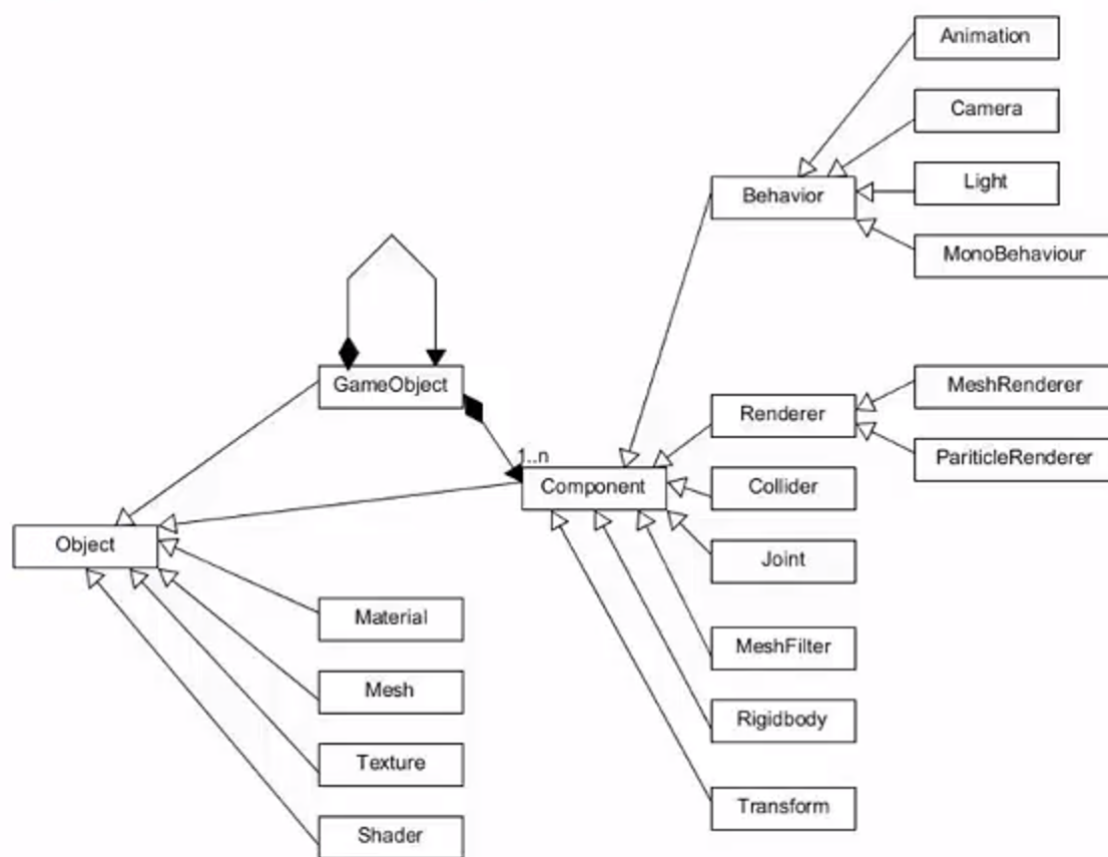 Animation
Camera
Behavior
Light
MonoBehaviour
GameObject
MeshRenderer
Renderer
PariticleRenderer
1..n
Component
Collider
Object
Joint
Material
MeshFilter
Mesh
Rigidbody
Texture
Transform
Shader